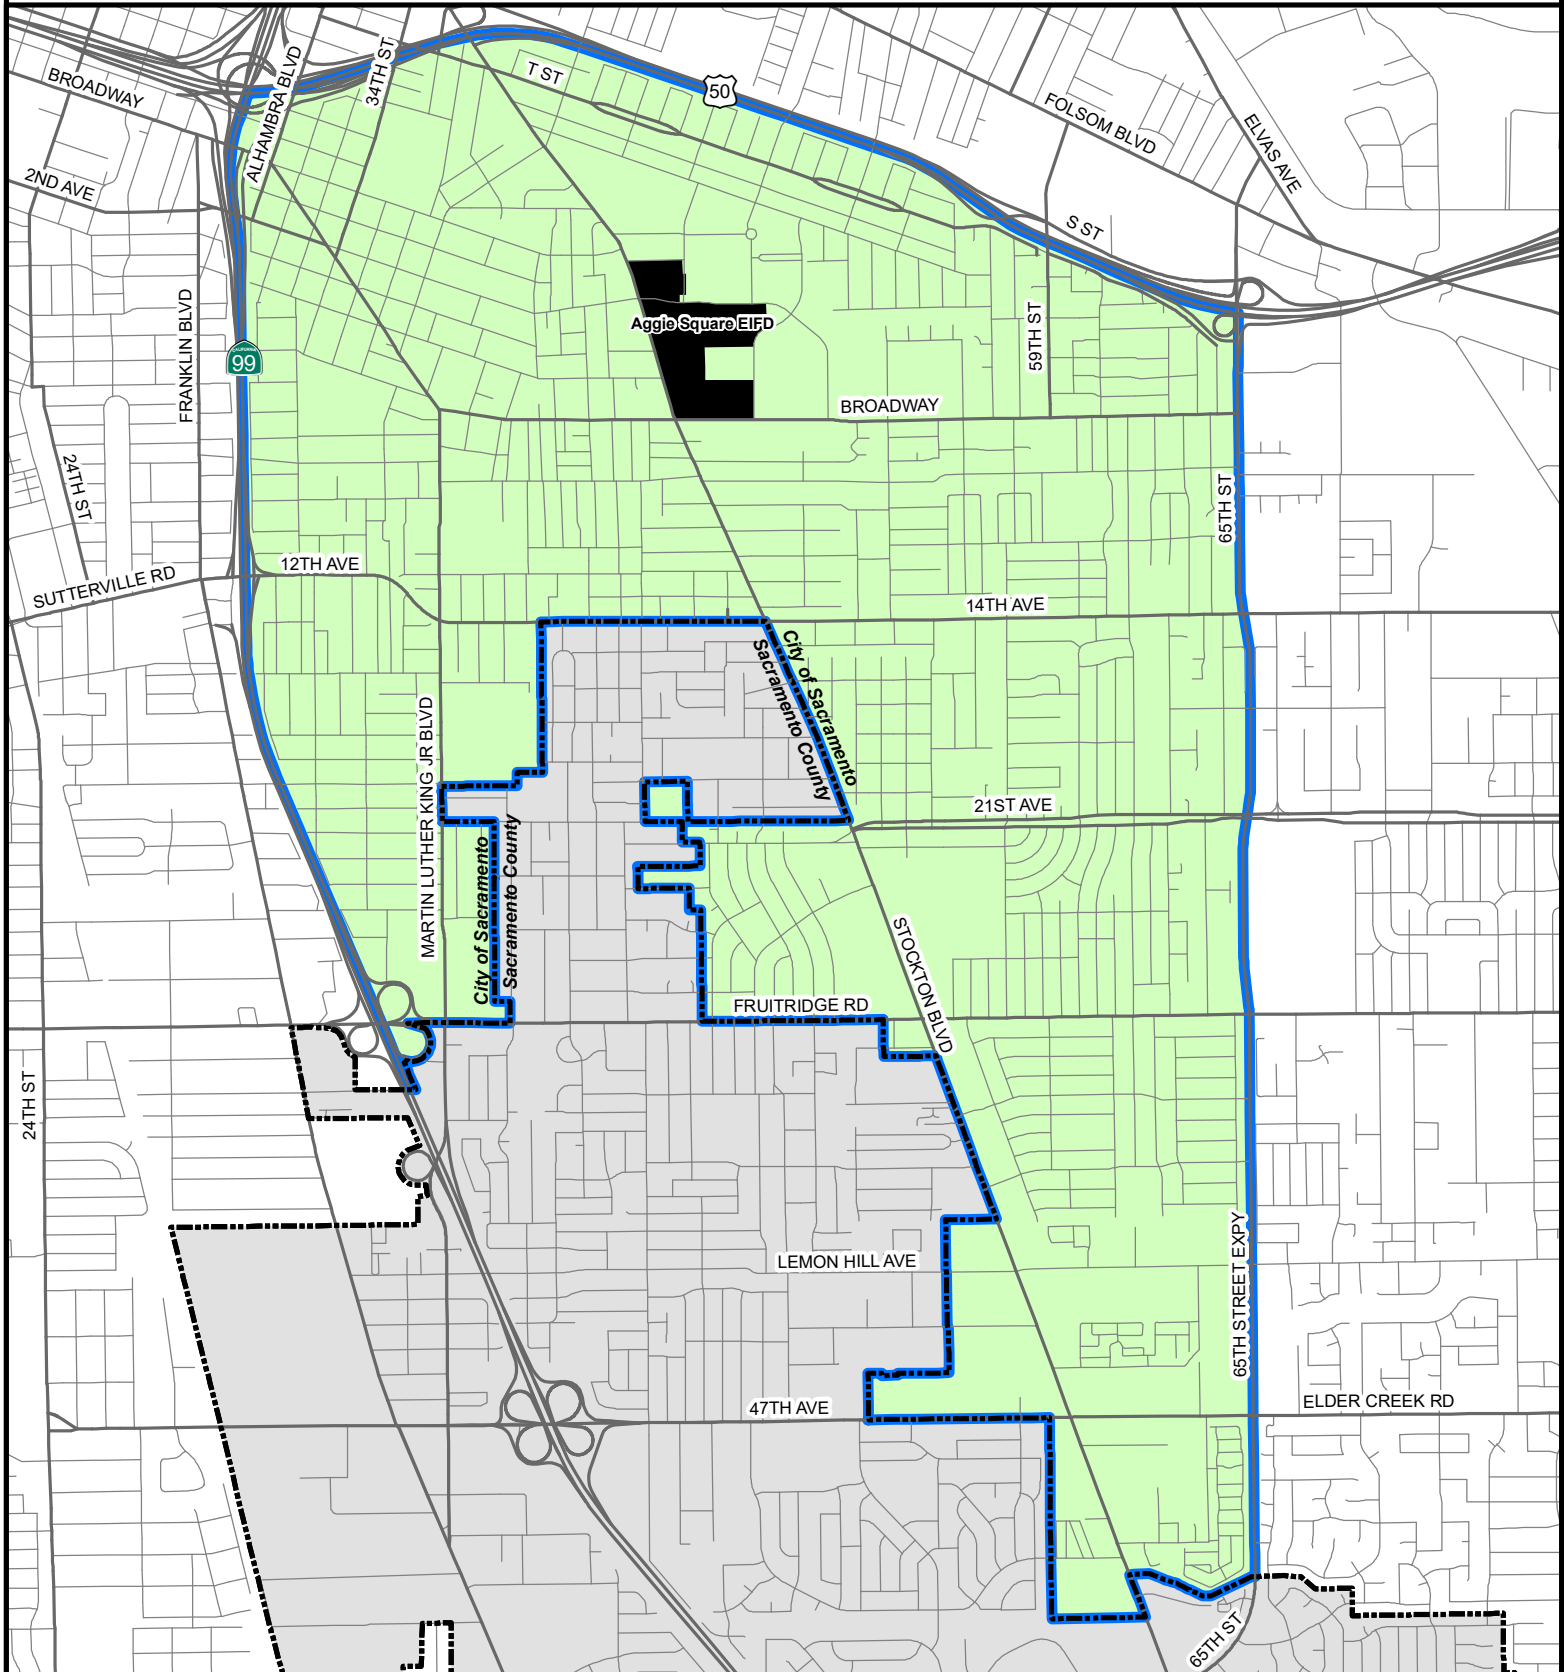 BROADWAY
ALHAMBRA BLVD
34TH ST
T ST
50
FOLSOM BLVD
ELVAS AVE
2ND AVE
S ST
FRANKLIN BLVD
CALIFORNIA
99
Aggie Square EIFD
59TH ST
BROADWAY
24TH ST
65TH ST
12TH AVE
SUTTERVILLE RD
14TH AVE
City of Sacramento
Sacramento County
MARTIN LUTHER KING JR BLVD
21ST AVE
City of Sacramento
Sacramento County
STOCKTON BLVD
FRUITRIDGE RD
24TH ST
LEMON HILL AVE
65TH STREET EXPY
47TH AVE
ELDER CREEK RD
65TH ST